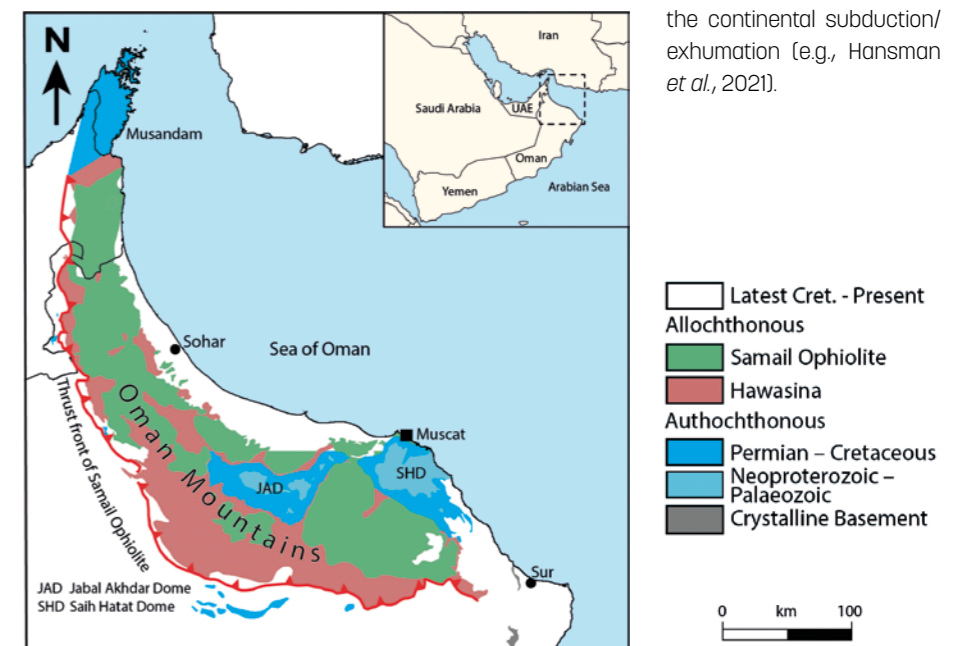 the continental subduction/
exhumation (e.g., Hansman
et al., 2021).
N
Musandam
Sohar
Sea of Oman
Muscat
Oman Mountains
JAD
SHD
Thrust front of Samail Ophiolite
Sur
JAD Jabal Akhdar Dome
SHD Saih Hatat Dome
Iran
Saudi Arabia
UAE
Oman
Yemen
Arabian Sea
Latest Cret. - Present
Allochthonous
Samail Ophiolite
Hawasina
Authochthonous
Permian – Cretaceous
Neoproterozoic –
Palaeozoic
Crystalline Basement
0 km 100